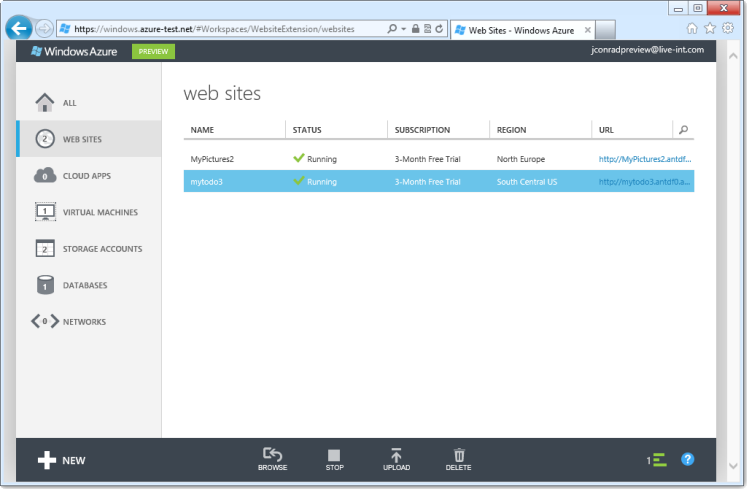 https://windows.azure-test.net/#Workspaces/WebsiteExtension/websites
Web Sites - Windows Azure
Windows Azure PREVIEW
jconradpreview@live-int.com
ALL
2 WEB SITES
0 CLOUD APPS
1 VIRTUAL MACHINES
2 STORAGE ACCOUNTS
1 DATABASES
0 NETWORKS
web sites
NAME STATUS SUBSCRIPTION REGION URL
MyPictures2 Running 3-Month Free Trial North Europe http://MyPictures2.antdf...
mytodo3 Running 3-Month Free Trial South Central US http://mytodo3.antdf0.a...
NEW
BROWSE STOP UPLOAD DELETE
1 ?